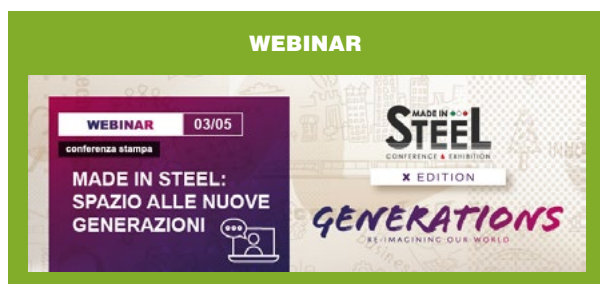 WEBINAR
WEBINAR 03/05
conferenza stampa
MADE IN STEEL:
SPAZIO ALLE NUOVE
GENERAZIONI
MADE IN
STEEL
CONFERENCE & EXHIBITION
X EDITION
GENERATIONS
RE-IMAGINING OUR WORLD